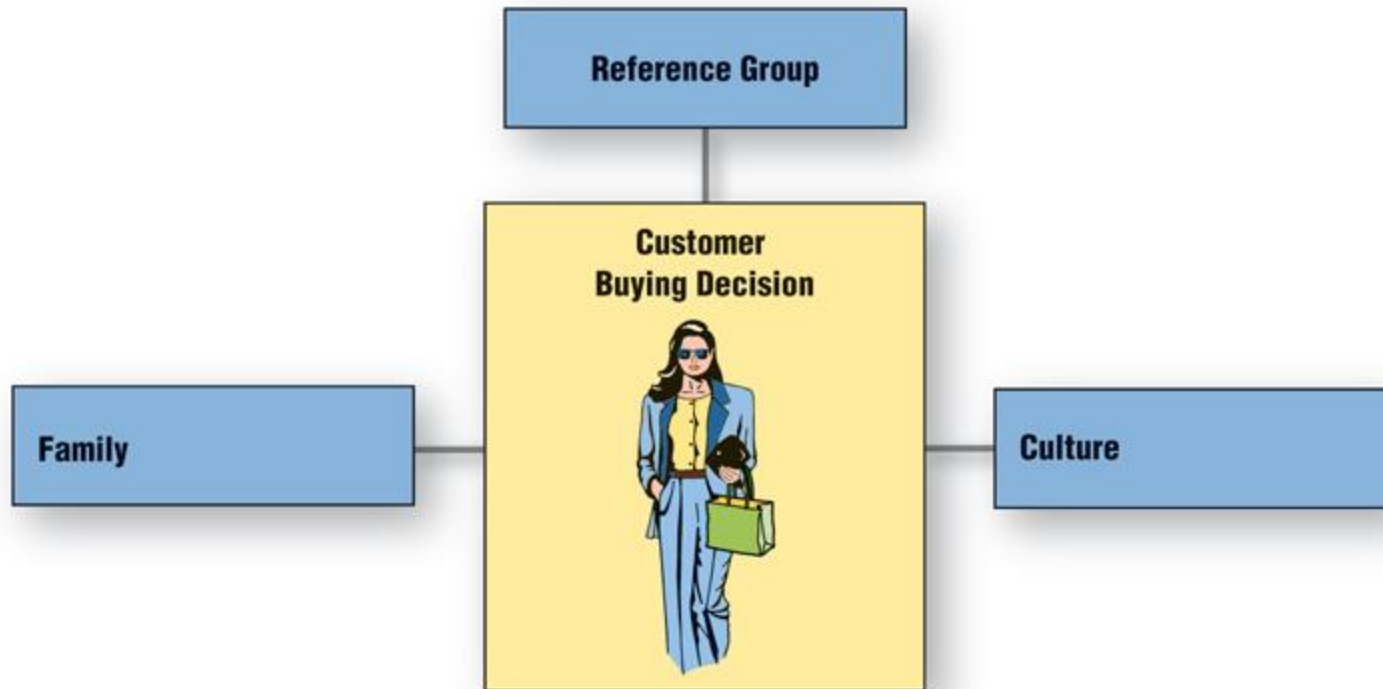 Reference Group
Customer
Buying Decision
Family
Culture